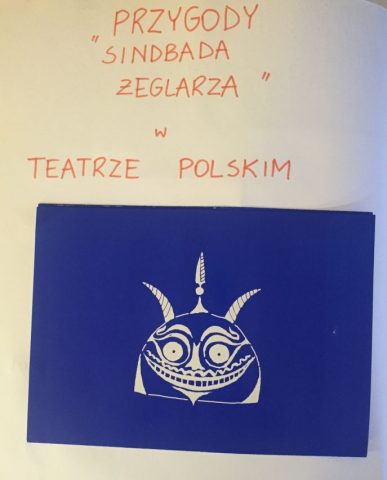 PRZYGODY
"SINDBADA
ŻEGLARZA"
W
TEATRZE POLSKIM